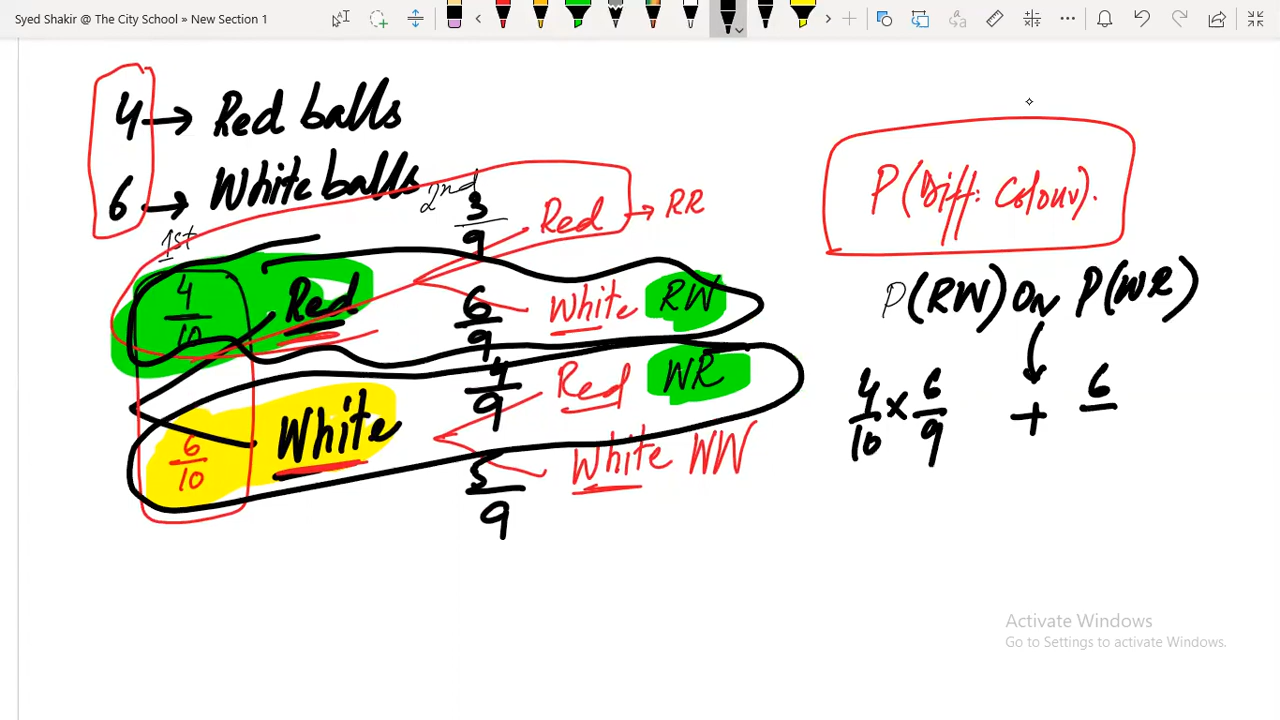 Syed Shakir @ The City School » New Section 1
4 → Red balls
6 → White balls
P(Diff. Colour).
1st
2nd
3/9
Red → RR
4/10
Red
6/9
White RW
P(RW) Or P(WR)
4/9
Red WR
4/10 × 6/9 + 6
6/10
White
5/9
White WW
Activate Windows
Go to Settings to activate Windows.